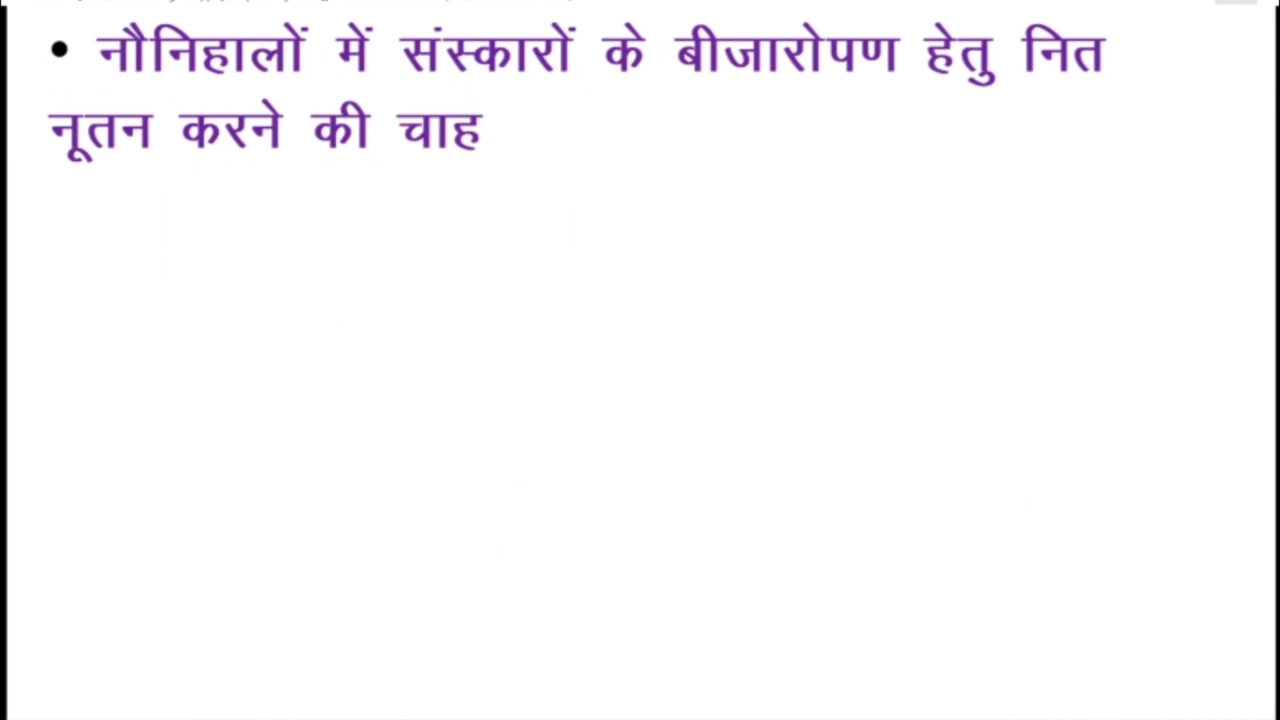 • नौनिहालों में संस्कारों के बीजारोपण हेतु नित
नूतन करने की चाह